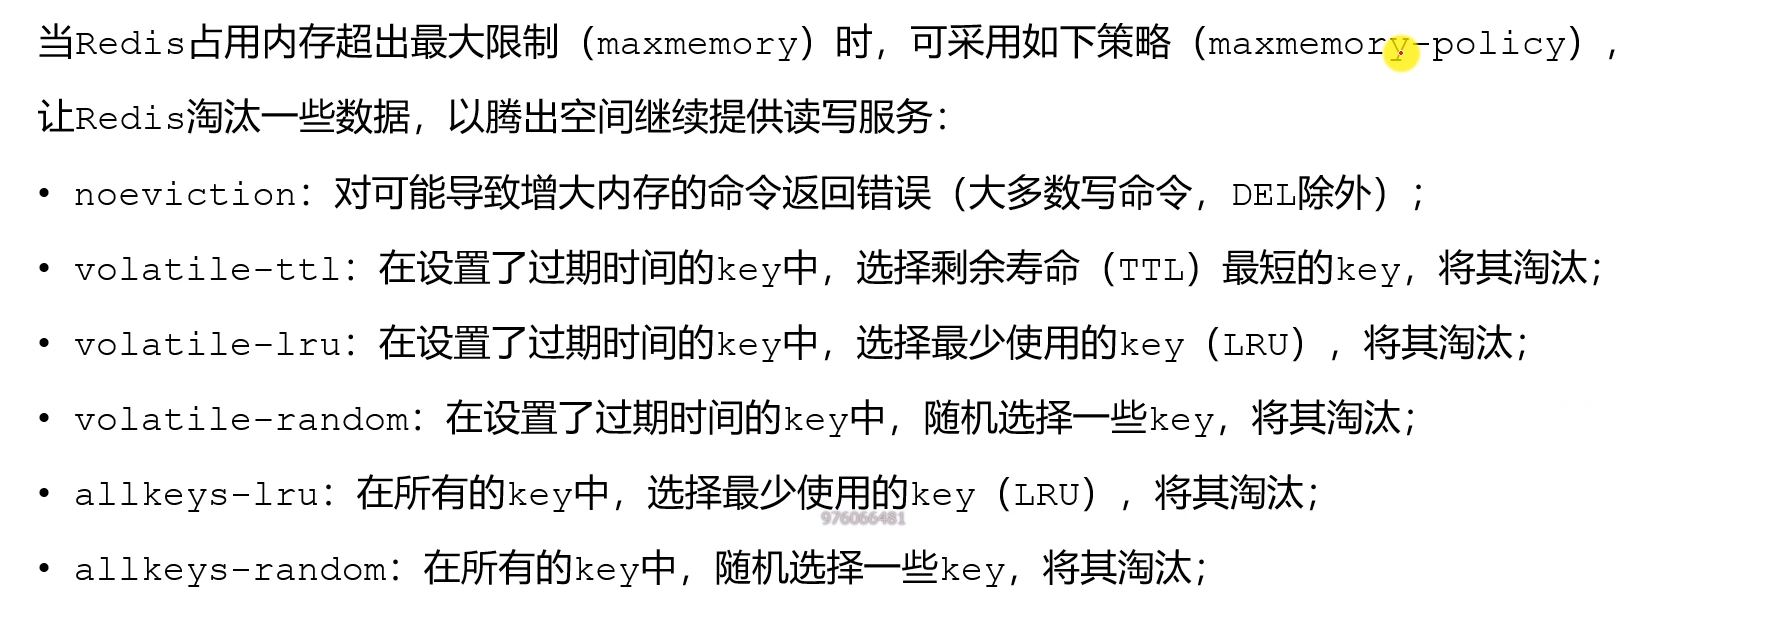 当Redis占用内存超出最大限制（maxmemory）时，可采用如下策略（maxmemory-policy），
让Redis淘汰一些数据，以腾出空间继续提供读写服务：
• noeviction：对可能导致增大内存的命令返回错误（大多数写命令，DEL除外）；
• volatile-ttl：在设置了过期时间的key中，选择剩余寿命（TTL）最短的key，将其淘汰；
• volatile-lru：在设置了过期时间的key中，选择最少使用的key（LRU），将其淘汰；
• volatile-random：在设置了过期时间的key中，随机选择一些key，将其淘汰；
• allkeys-lru：在所有的key中，选择最少使用的key（LRU），将其淘汰；
976066481
• allkeys-random：在所有的key中，随机选择一些key，将其淘汰；